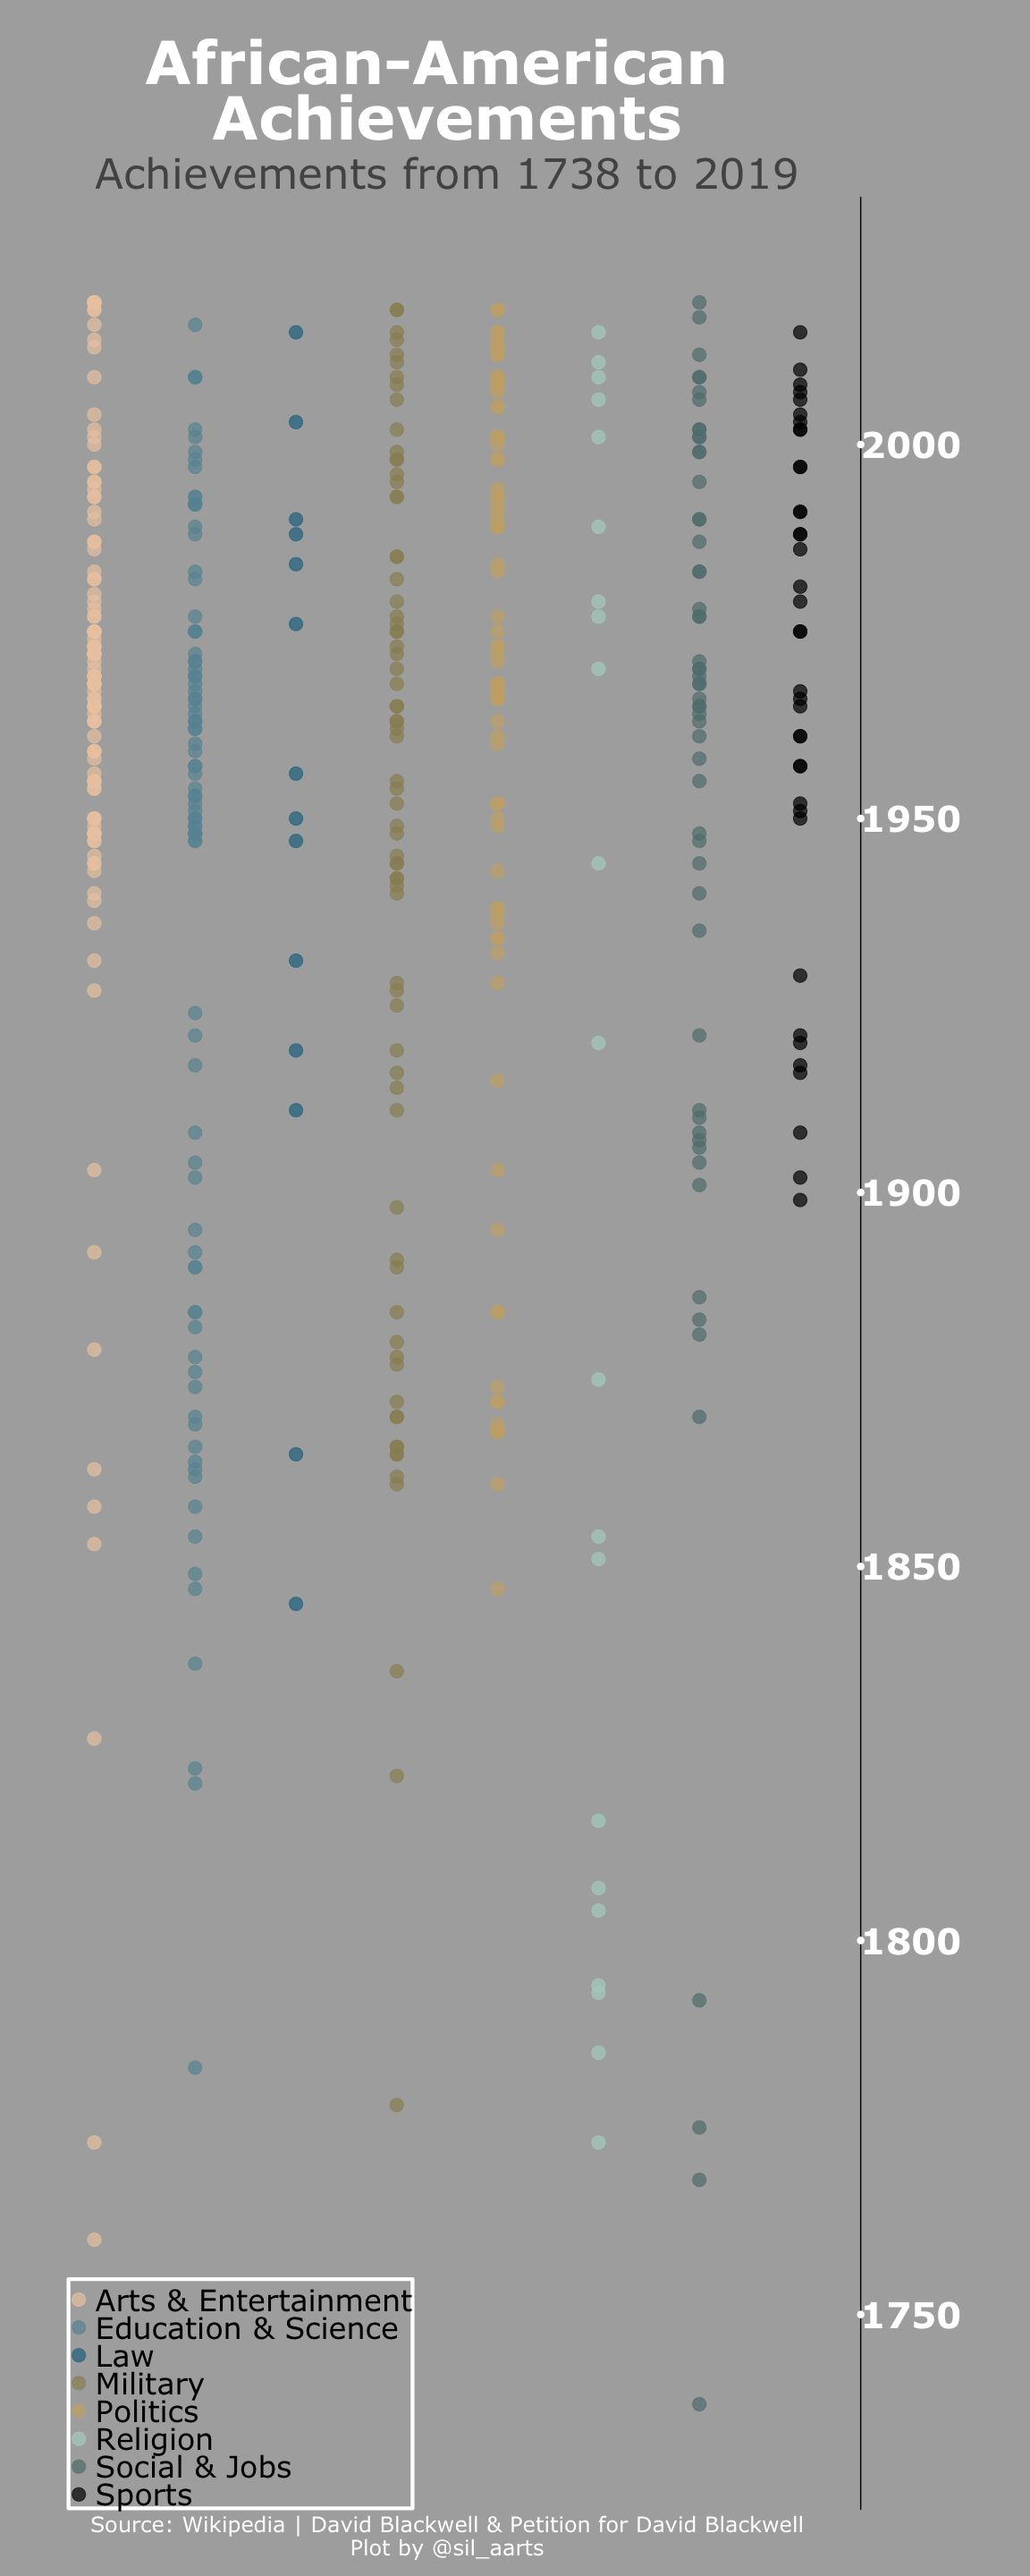 African-American
Achievements
Achievements from 1738 to 2019
2000
1950
1900
1850
1800
1750
Arts & Entertainment
Education & Science
Law
Military
Politics
Religion
Social & Jobs
Sports
Source: Wikipedia | David Blackwell & Petition for David Blackwell
Plot by @sil_aarts